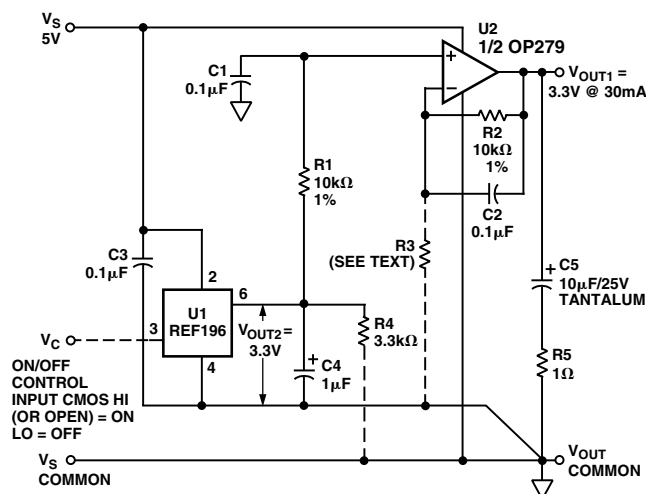 V_S
5V
U2
1/2 OP279
C1
0.1µF
+
−
V_OUT1 =
3.3V @ 30mA
R2
10kΩ
1%
R1
10kΩ
1%
C2
0.1µF
R3
(SEE TEXT)
C3
0.1µF
2
U1
REF196
6
3
4
V_OUT2 =
3.3V
R4
3.3kΩ
+
C4
1µF
+
C5
10µF/25V
TANTALUM
R5
1Ω
V_C
ON/OFF
CONTROL
INPUT CMOS HI
(OR OPEN) = ON
LO = OFF
V_S
COMMON
V_OUT
COMMON